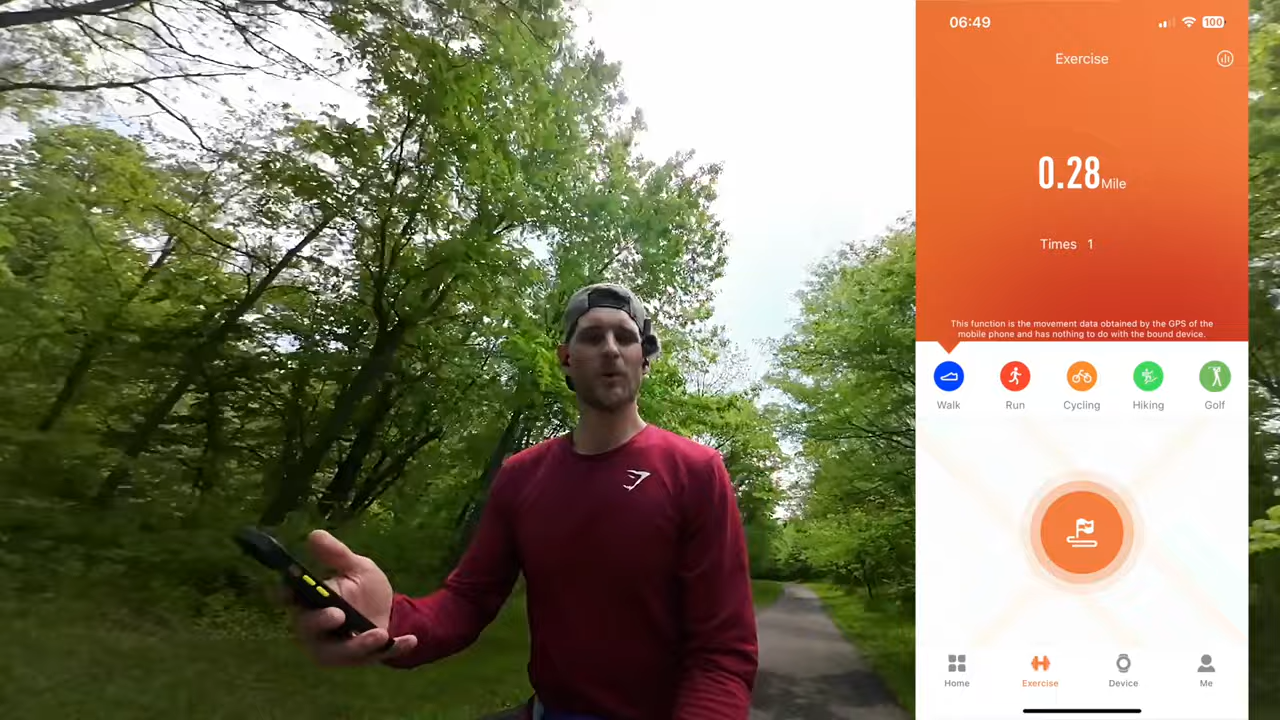 06:49
100
Exercise
0.28Mile
Times 1
This function is the movement data obtained by the GPS of the
mobile phone and has nothing to do with the bound device.
Walk Run Cycling Hiking Golf
Home Exercise Device Me